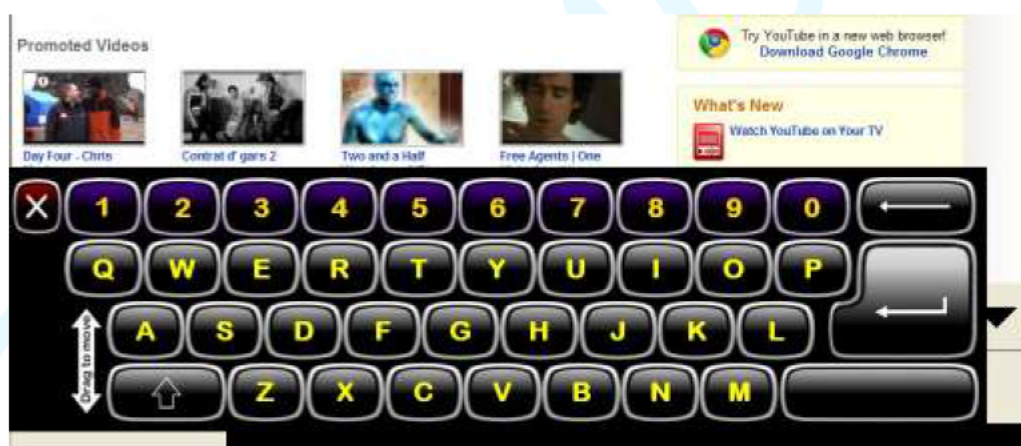 Promoted Videos
Try YouTube in a new web browser!
Download Google Chrome
What's New
Watch YouTube on Your TV
Day Four - Chris
Contrat d' gars 2
Two and a Half
Free Agents | One
1 2 3 4 5 6 7 8 9 0
Q W E R T Y U I O P
A S D F G H J K L
Drag to move
Z X C V B N M